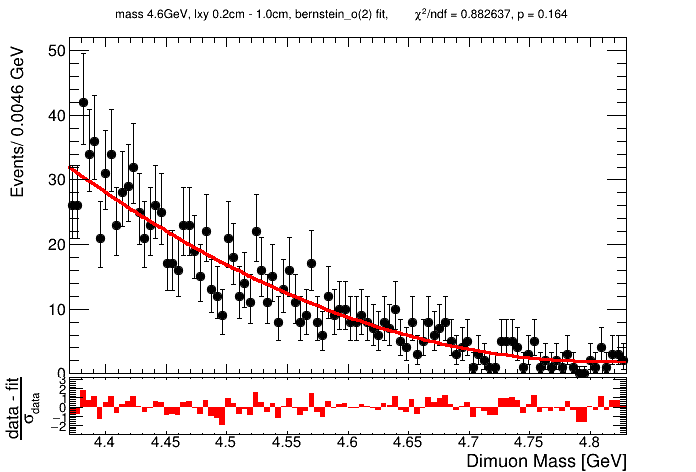 mass 4.6GeV, lxy 0.2cm - 1.0cm, bernstein_o(2) fit, χ²/ndf = 0.882637, p = 0.164
Events/ 0.0046 GeV
50
40
30
20
10
0
data - fit
σdata
3
2
1
0
−1
−2
4.4 4.45 4.5 4.55 4.6 4.65 4.7 4.75 4.8
Dimuon Mass [GeV]